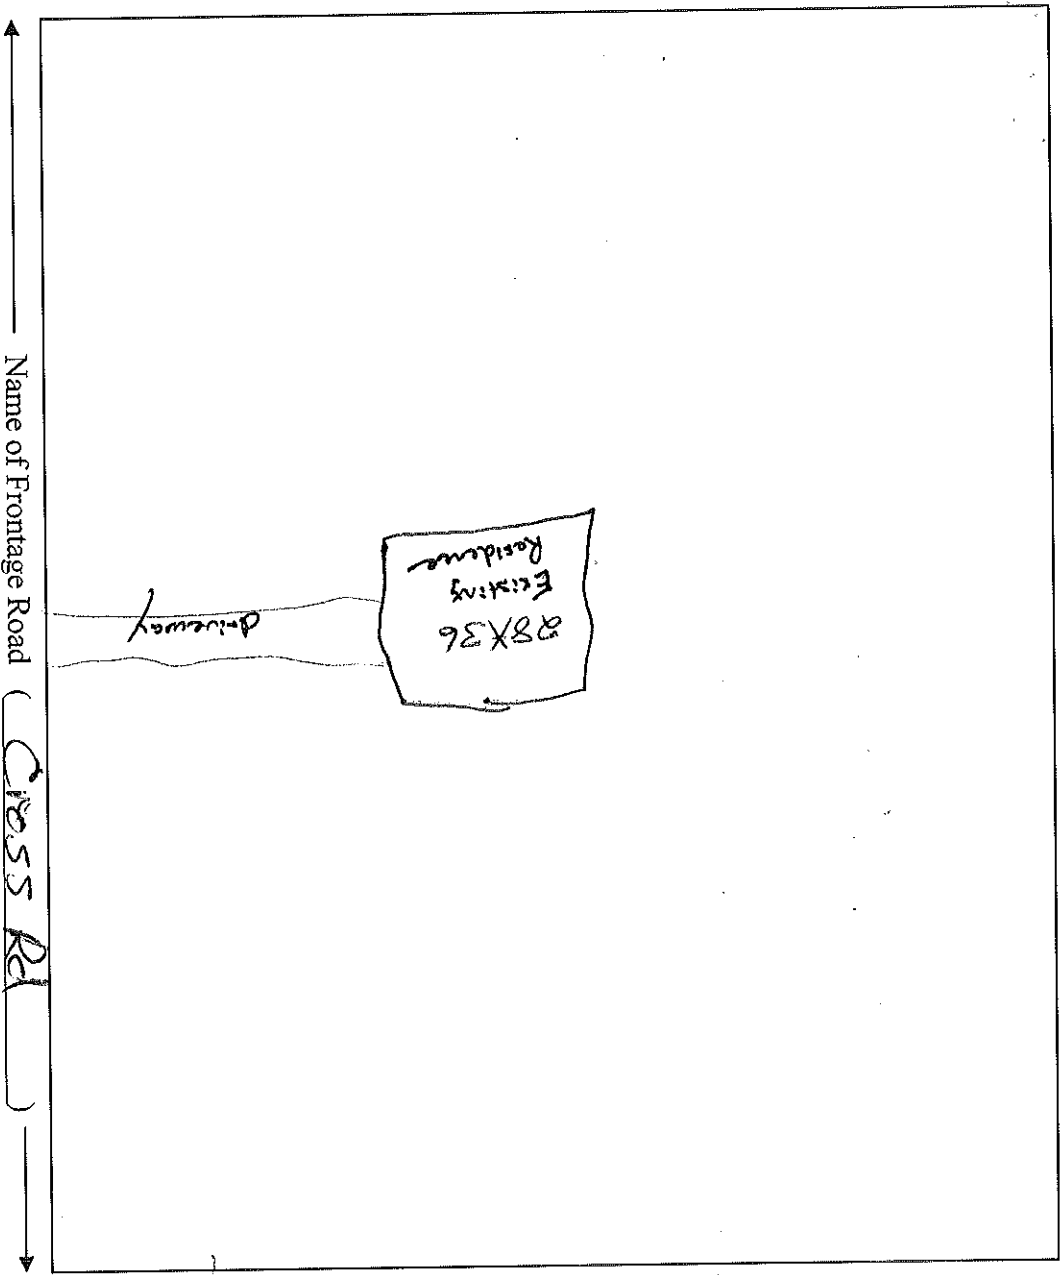 28X36
Existing
Residence
driveway
Name of Frontage Road ( Cross Rd )